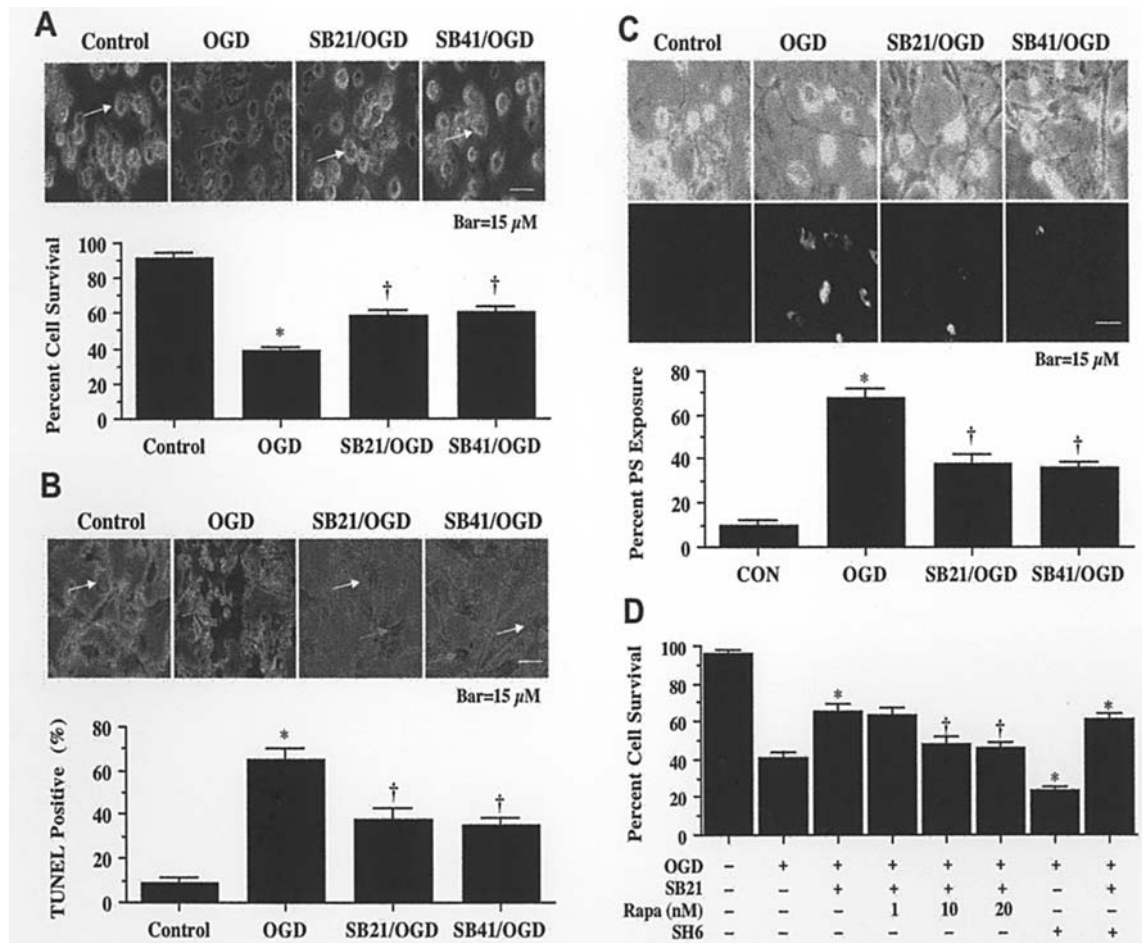 A
Control OGD SB21/OGD SB41/OGD
Bar=15 μM
Percent Cell Survival
100
80
60
40
20
0
*
†
†
Control OGD SB21/OGD SB41/OGD
B
Control OGD SB21/OGD SB41/OGD
Bar=15 μM
TUNEL Positive (%)
80
60
40
20
0
*
†
†
Control OGD SB21/OGD SB41/OGD
C
Control OGD SB21/OGD SB41/OGD
Bar=15 μM
Percent PS Exposure
80
60
40
20
0
*
†
†
CON OGD SB21/OGD SB41/OGD
D
Percent Cell Survival
100
80
60
40
20
0
*
†
†
*
*
OGD – + + + + + + +
SB21 – – + + + + – +
Rapa (nM) – – – 1 10 20 – –
SH6 – – – – – – + +